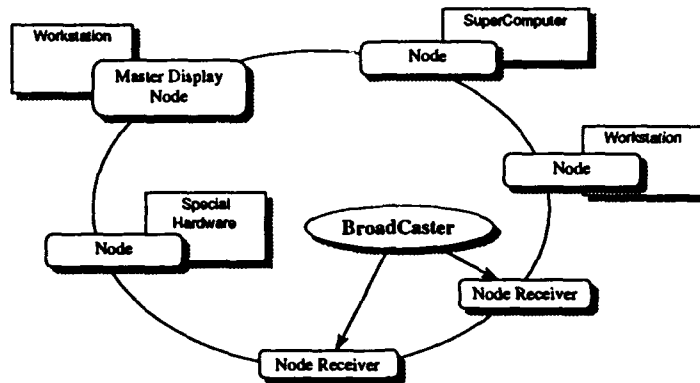 SuperComputer
Workstation
Node
Master Display
Node
Workstation
Node
Special
Hardware
BroadCaster
Node
Node Receiver
Node Receiver